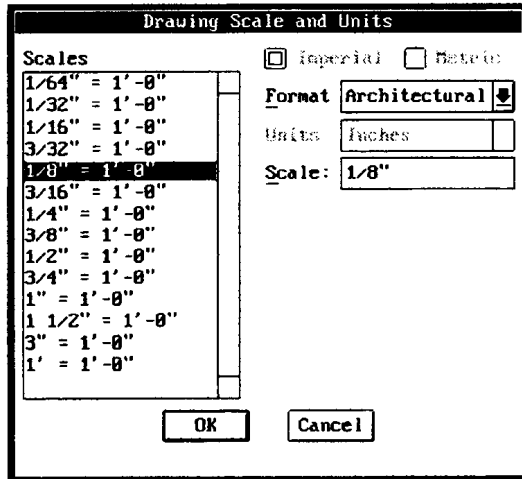 Drawing Scale and Units
Scales
1/64" = 1'-0"
1/32" = 1'-0"
1/16" = 1'-0"
3/32" = 1'-0"
1/8" = 1'-0"
3/16" = 1'-0"
1/4" = 1'-0"
3/8" = 1'-0"
1/2" = 1'-0"
3/4" = 1'-0"
1" = 1'-0"
1 1/2" = 1'-0"
3" = 1'-0"
1' = 1'-0"
Imperial Metric
Format Architectural
Units Inches
Scale: 1/8"
OK Cancel